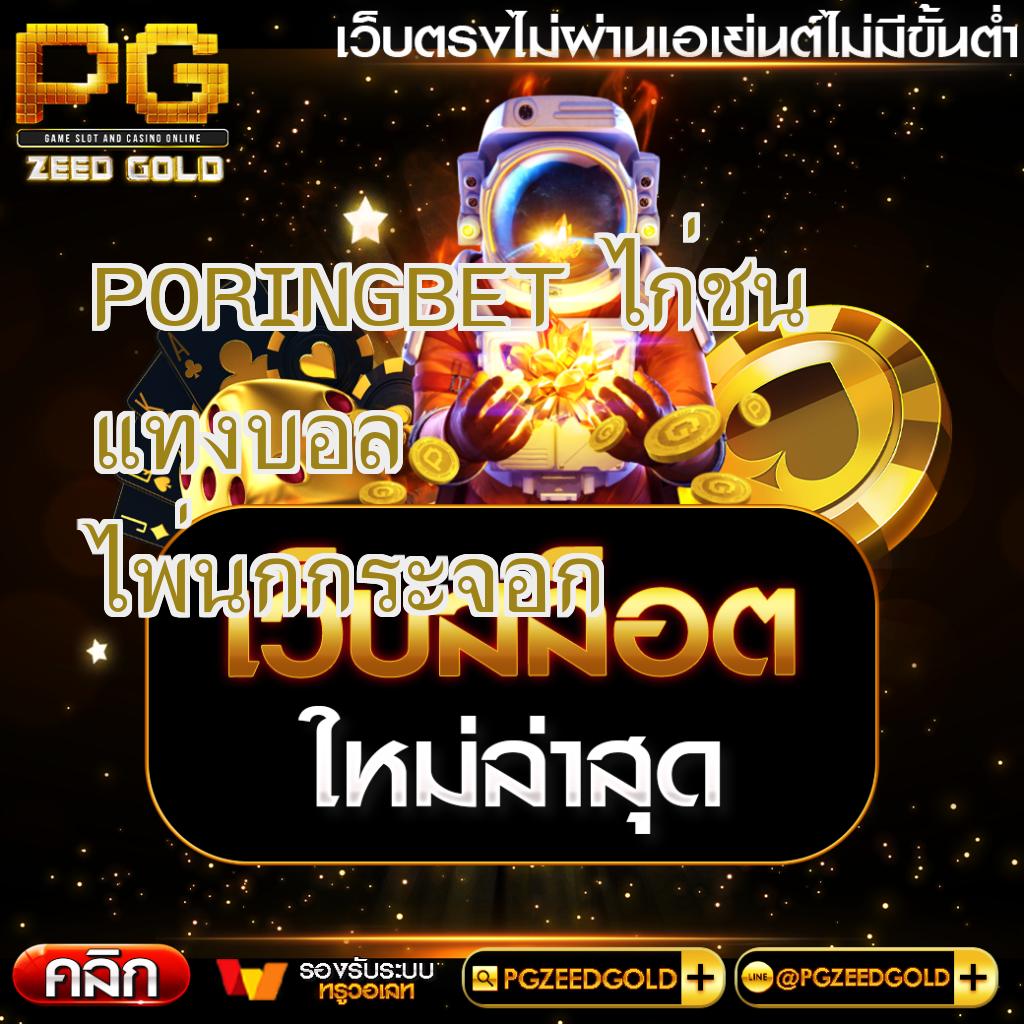 เว็บตรงไม่ผ่านเอเย่นต์ไม่มีขั้นต่ำ
PG
GAME SLOT AND CASINO ONLINE
ZEED GOLD
PORINGBET ไก่ชน
แทงบอล
ไพ่นกกระจอก
เว็บสล็อต
ใหม่ล่าสุด
คลิก
รองรับระบบ
ทรูวอเลท
PGZEEDGOLD +
LINE @PGZEEDGOLD +